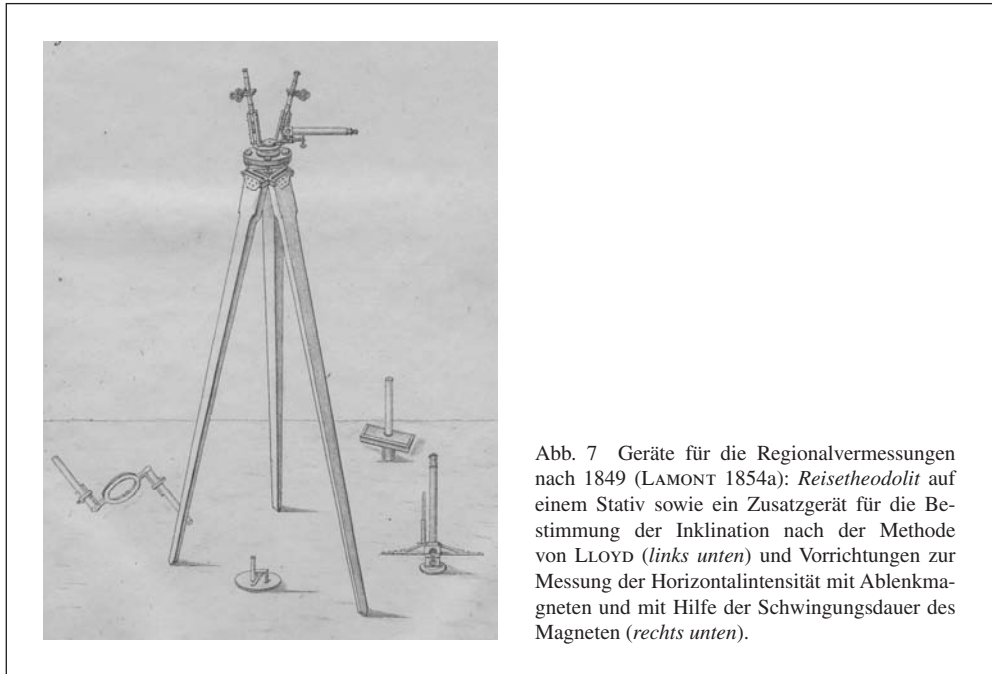 Abb. 7 Geräte für die Regionalvermessungen
nach 1849 (LAMONT 1854a): Reisetheodolit auf
einem Stativ sowie ein Zusatzgerät für die Be-
stimmung der Inklination nach der Methode
von LLOYD (links unten) und Vorrichtungen zur
Messung der Horizontalintensität mit Ablenkma-
gneten und mit Hilfe der Schwingungsdauer des
Magneten (rechts unten).